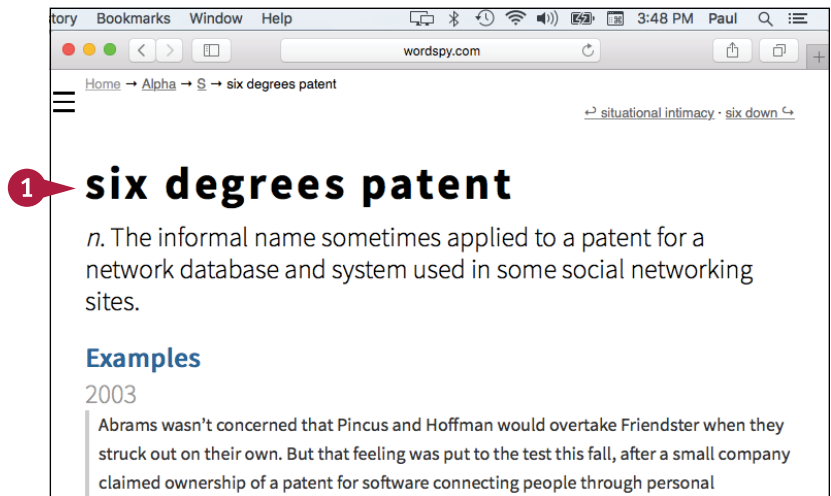 tory Bookmarks Window Help 3:48 PM Paul
wordspy.com
Home → Alpha → S → six degrees patent
↩ situational intimacy · six down ↪
1
six degrees patent
n. The informal name sometimes applied to a patent for a
network database and system used in some social networking
sites.
Examples
2003
Abrams wasn't concerned that Pincus and Hoffman would overtake Friendster when they
struck out on their own. But that feeling was put to the test this fall, after a small company
claimed ownership of a patent for software connecting people through personal